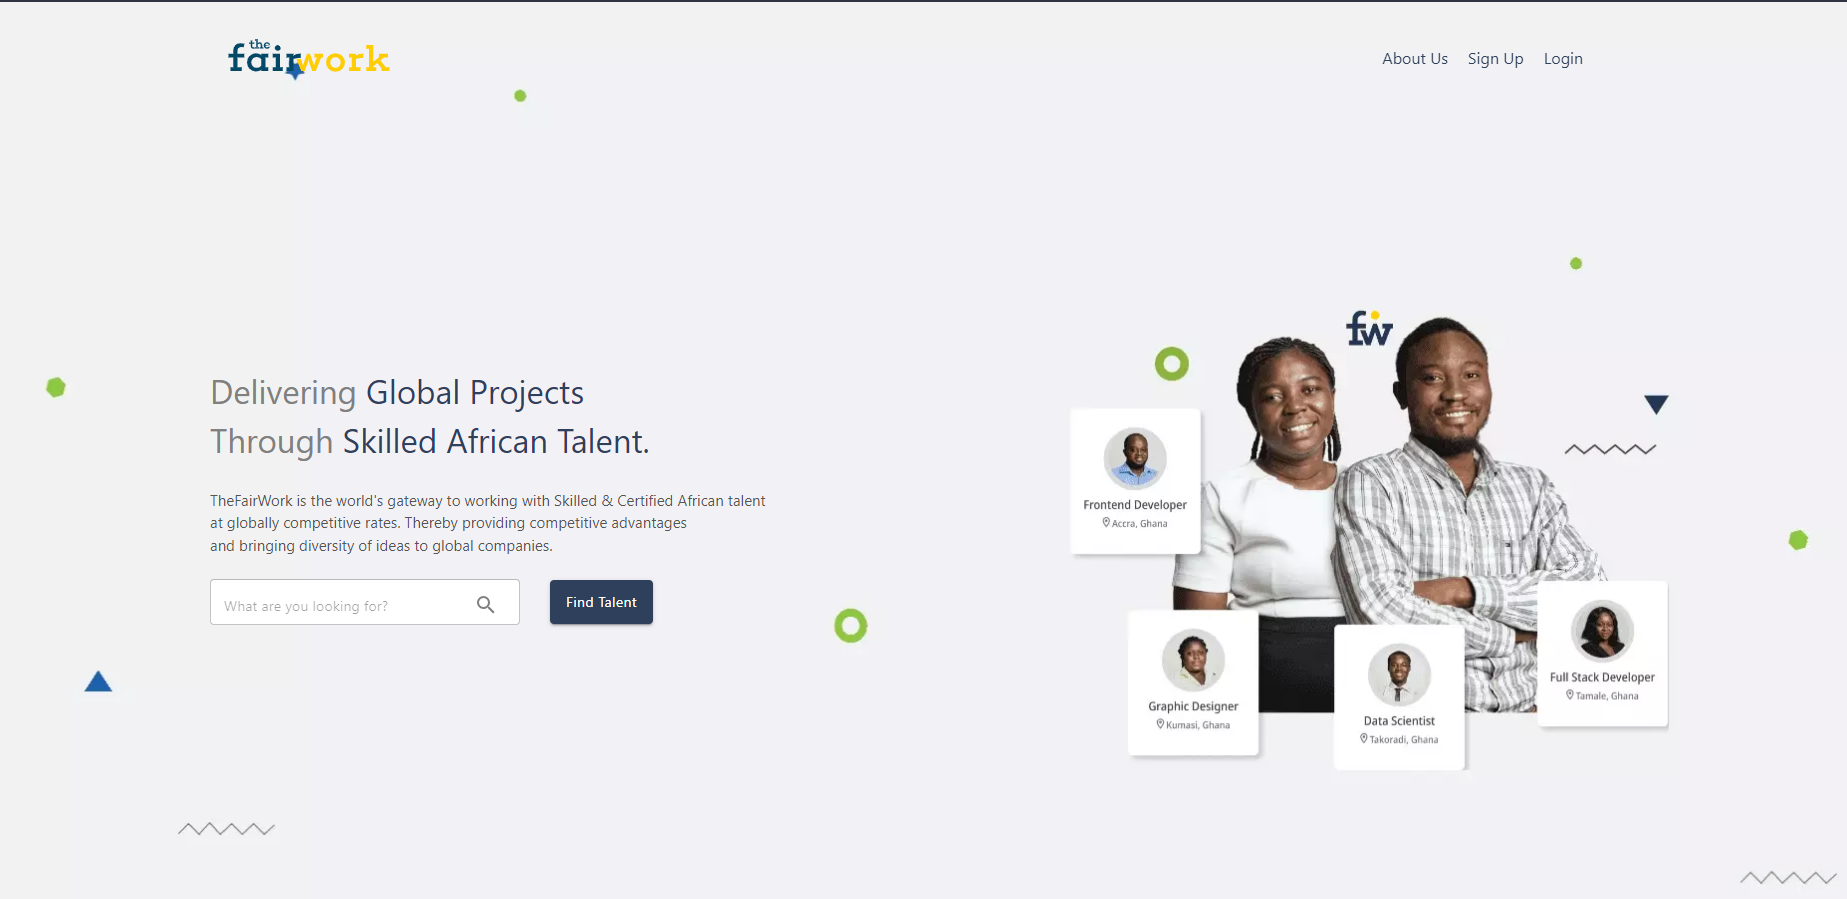 the
fairwork
About Us Sign Up Login
fw
Delivering Global Projects
Through Skilled African Talent.
TheFairWork is the world's gateway to working with Skilled & Certified African talent
at globally competitive rates. Thereby providing competitive advantages
and bringing diversity of ideas to global companies.
What are you looking for?
Find Talent
Frontend Developer
Accra, Ghana
Graphic Designer
Kumasi, Ghana
Data Scientist
Takoradi, Ghana
Full Stack Developer
Tamale, Ghana